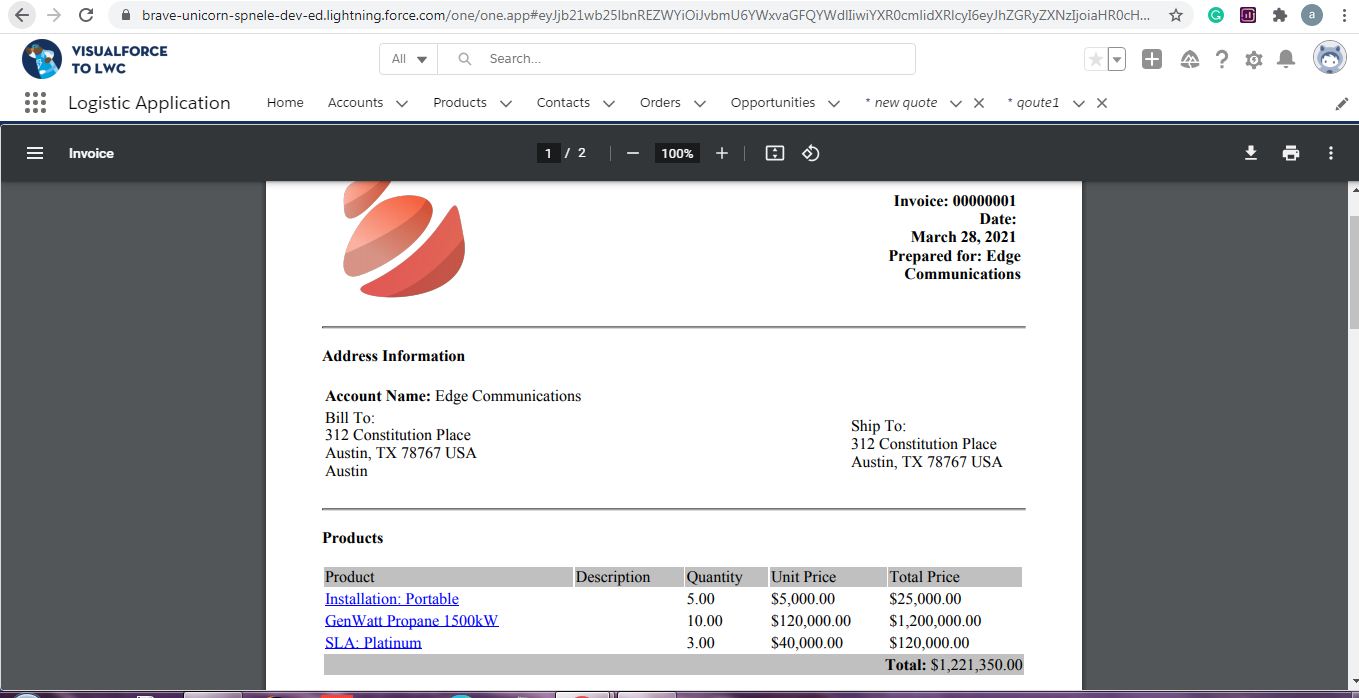 brave-unicorn-spnele-dev-ed.lightning.force.com/one/one.app#eyJjb21wb25lbnREZWYiOiJvbmU6YWxvaGFQYWdlIiwiYXR0cmlidXRlcyI6eyJhZGRyZXNzIjoiaHR0cH... a
VISUALFORCE
TO LWC
All Search...
Logistic Application Home Accounts Products Contacts Orders Opportunities * new quote * qoute1
Invoice 1 / 2 100%
Invoice: 00000001
Date:
March 28, 2021
Prepared for: Edge
Communications
Address Information
Account Name: Edge Communications
Bill To:
312 Constitution Place
Austin, TX 78767 USA
Austin
Ship To:
312 Constitution Place
Austin, TX 78767 USA
Products
Product Description Quantity Unit Price Total Price
Installation: Portable 5.00 $5,000.00 $25,000.00
GenWatt Propane 1500kW 10.00 $120,000.00 $1,200,000.00
SLA: Platinum 3.00 $40,000.00 $120,000.00
Total: $1,221,350.00